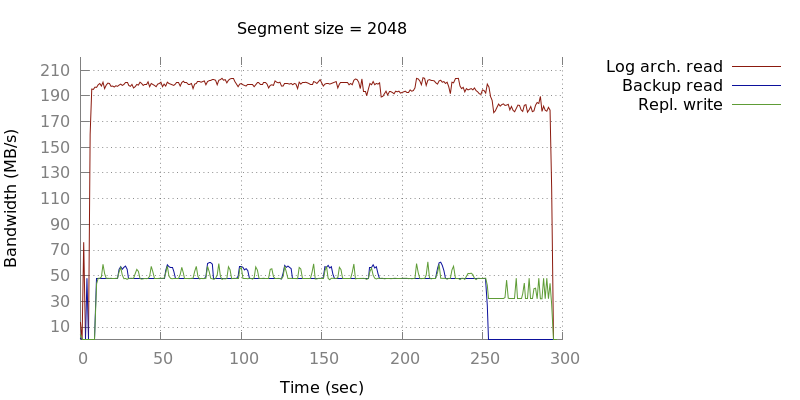 Segment size = 2048
Log arch. read
Backup read
Repl. write
Bandwidth (MB/s)
210
190
170
150
130
110
90
70
50
30
10
0 50 100 150 200 250 300
Time (sec)